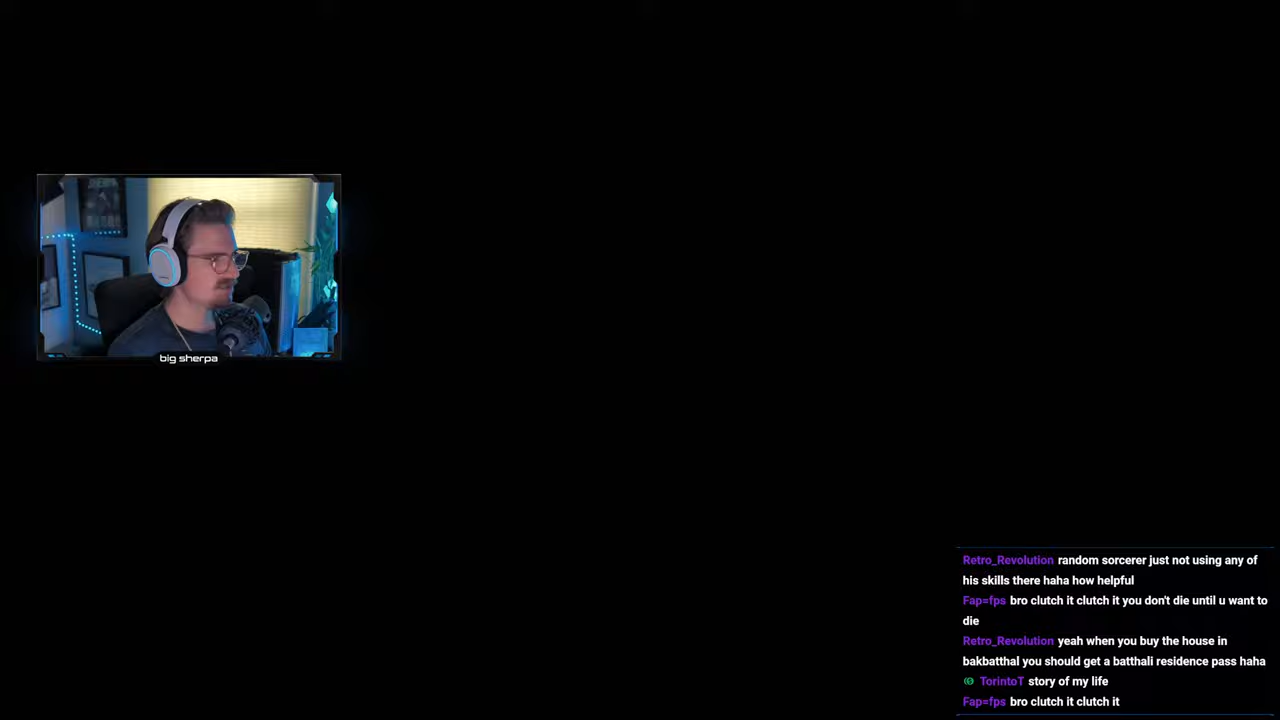 big sherpa
Retro_Revolution random sorcerer just not using any of
his skills there haha how helpful
Fap=fps bro clutch it clutch it you don't die until u want to
die
Retro_Revolution yeah when you buy the house in
bakbatthal you should get a batthali residence pass haha
TorintoT story of my life
Fap=fps bro clutch it clutch it